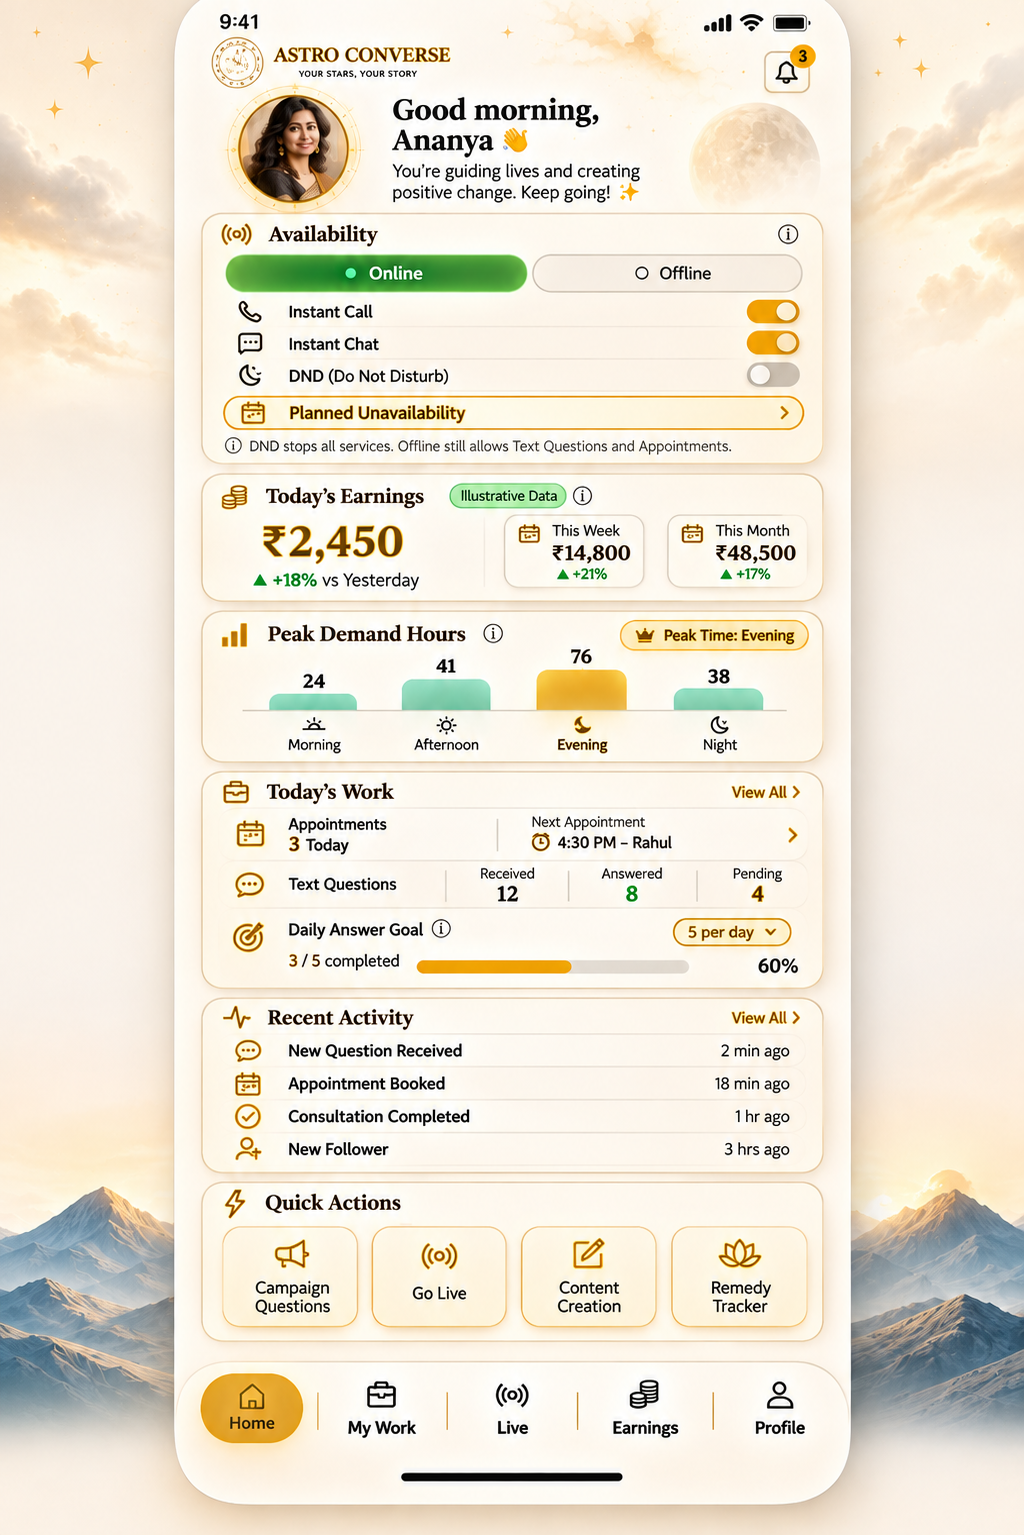 9:41
ASTRO CONVERSE
YOUR STARS, YOUR STORY
3
Good morning,
Ananya 👋
You're guiding lives and creating
positive change. Keep going! ✨
Availability
Online
Offline
Instant Call
Instant Chat
DND (Do Not Disturb)
Planned Unavailability
DND stops all services. Offline still allows Text Questions and Appointments.
Today's Earnings
Illustrative Data
₹2,450
▲ +18% vs Yesterday
This Week
₹14,800
▲ +21%
This Month
₹48,500
▲ +17%
Peak Demand Hours
Peak Time: Evening
24
41
76
38
Morning
Afternoon
Evening
Night
Today's Work
View All >
Appointments
3 Today
Next Appointment
4:30 PM – Rahul
Text Questions
Received
12
Answered
8
Pending
4
Daily Answer Goal
5 per day
3 / 5 completed
60%
Recent Activity
View All >
New Question Received
2 min ago
Appointment Booked
18 min ago
Consultation Completed
1 hr ago
New Follower
3 hrs ago
Quick Actions
Campaign
Questions
Go Live
Content
Creation
Remedy
Tracker
Home
My Work
Live
Earnings
Profile